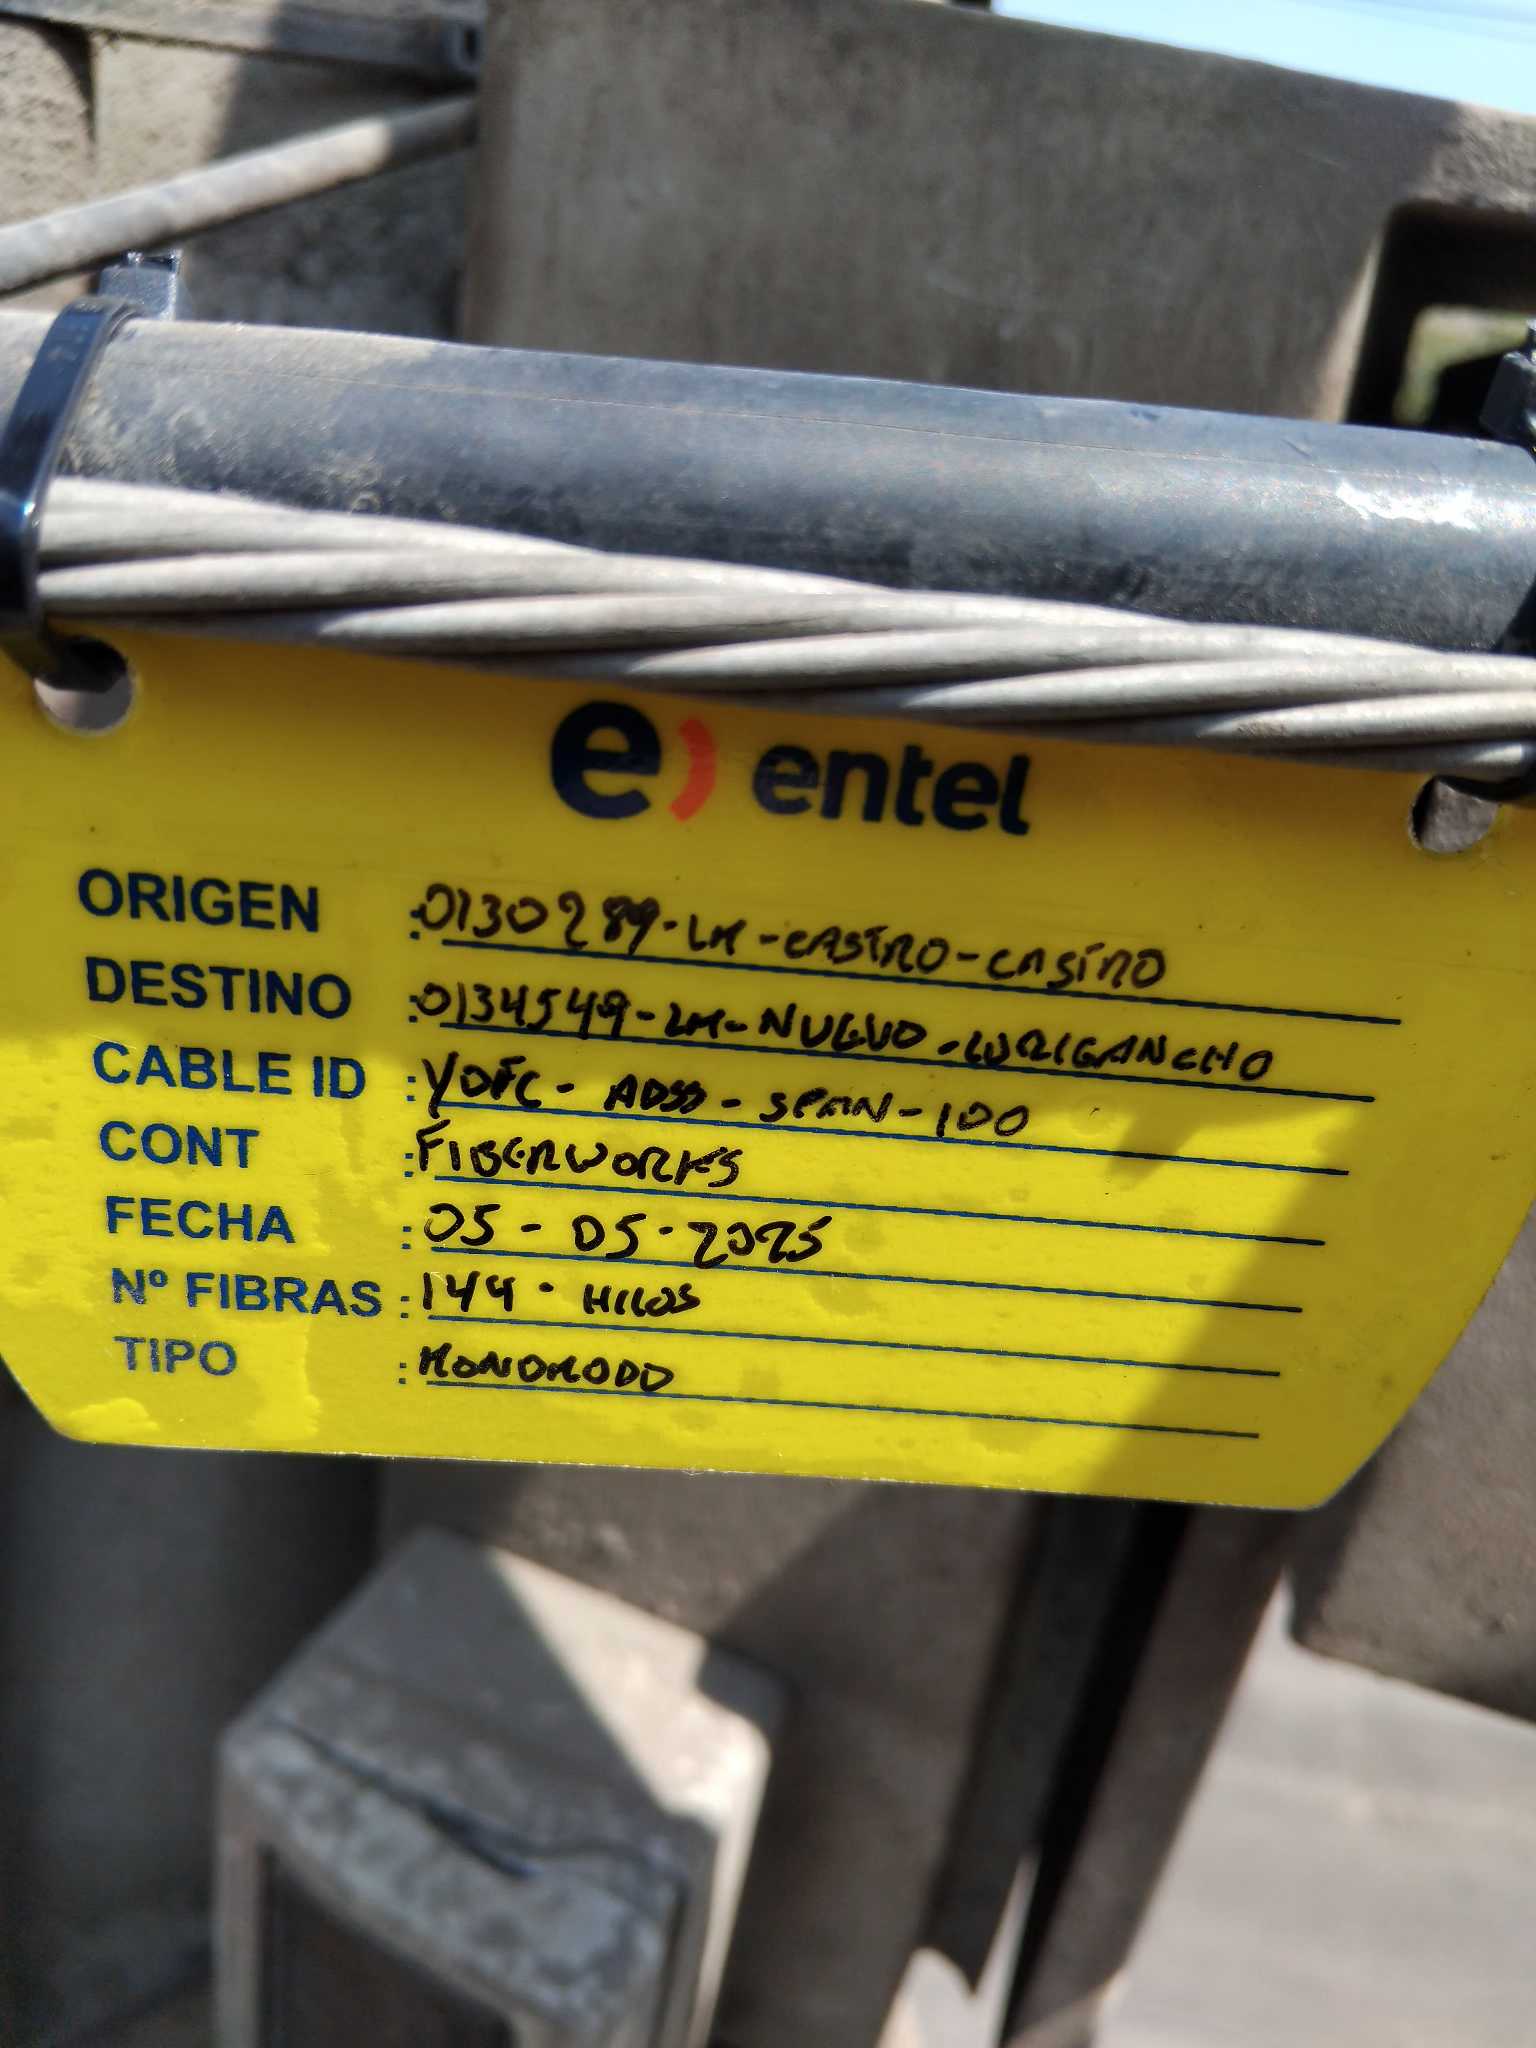 e) entel
ORIGEN : 0130289-LM-CASTRO-CASTRO
DESTINO : 0134549-LM-NUEVO-LURIGANCHO
CABLE ID : YOFC - ADSS - SPAN - 100
CONT : FIBERWORKS
FECHA : 05 - 05 - 2025
Nº FIBRAS : 144 - HILOS
TIPO : MONOMODO